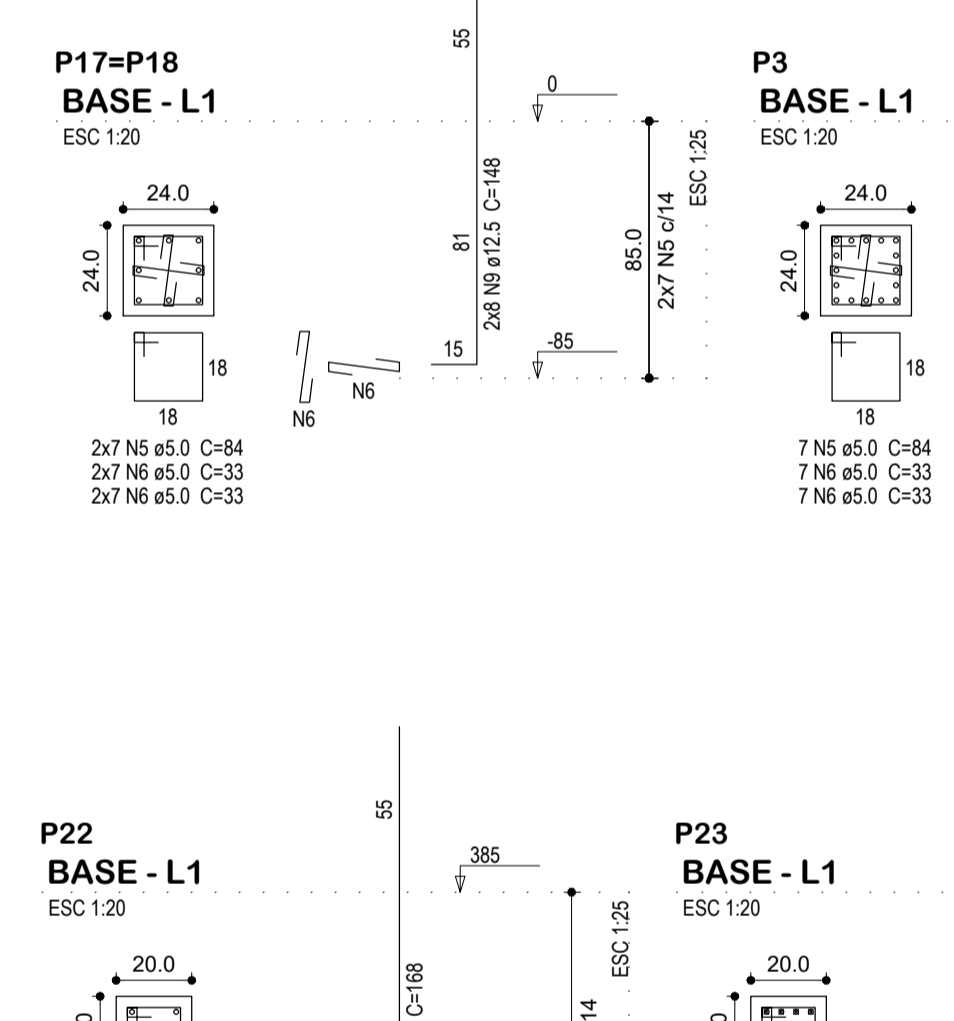 P17=P18
BASE - L1
ESC 1:20
24.0
24.0
18
18
2x7 N5 ø5.0 C=84
2x7 N6 ø5.0 C=33
2x7 N6 ø5.0 C=33
N6
N6
55
81
15
2x8 N9 ø12.5 C=148
0
-85
85.0
2x7 N5 c/14
ESC 1:25
P3
BASE - L1
ESC 1:20
24.0
24.0
18
18
7 N5 ø5.0 C=84
7 N6 ø5.0 C=33
7 N6 ø5.0 C=33
P22
BASE - L1
ESC 1:20
20.0
55
C=168
385
ESC 1:25
14
P23
BASE - L1
ESC 1:20
20.0